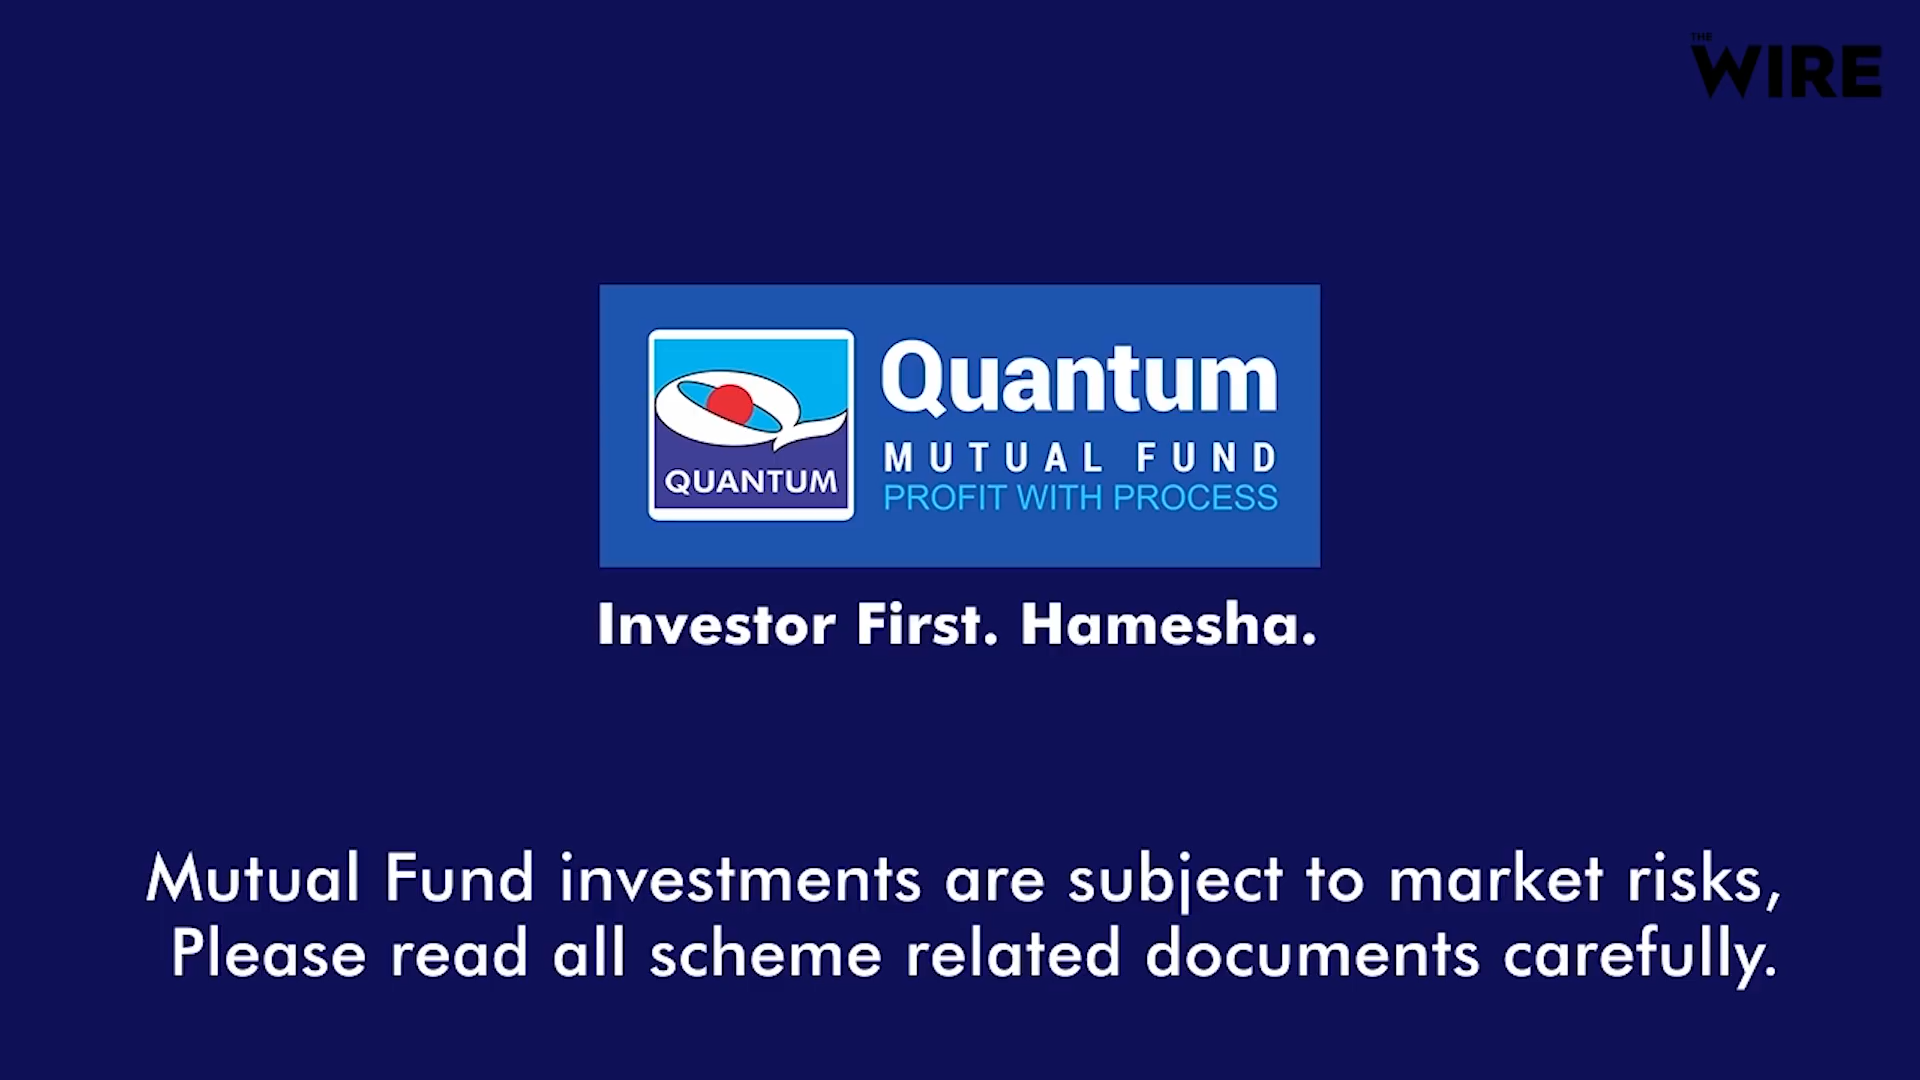 THE
WIRE
Quantum
MUTUAL FUND
PROFIT WITH PROCESS
QUANTUM
Investor First. Hamesha.
Mutual Fund investments are subject to market risks,
Please read all scheme related documents carefully.